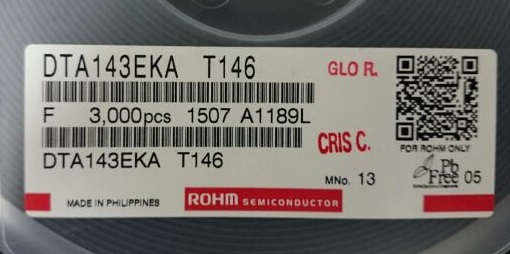 DTA143EKA T146
GLO R.
F 3,000pcs 1507 A1189L
CRIS C.
FOR ROHM ONLY
DTA143EKA T146
Pb
Free 05
MNo. 13
MADE IN PHILIPPINES
ROHM SEMICONDUCTOR